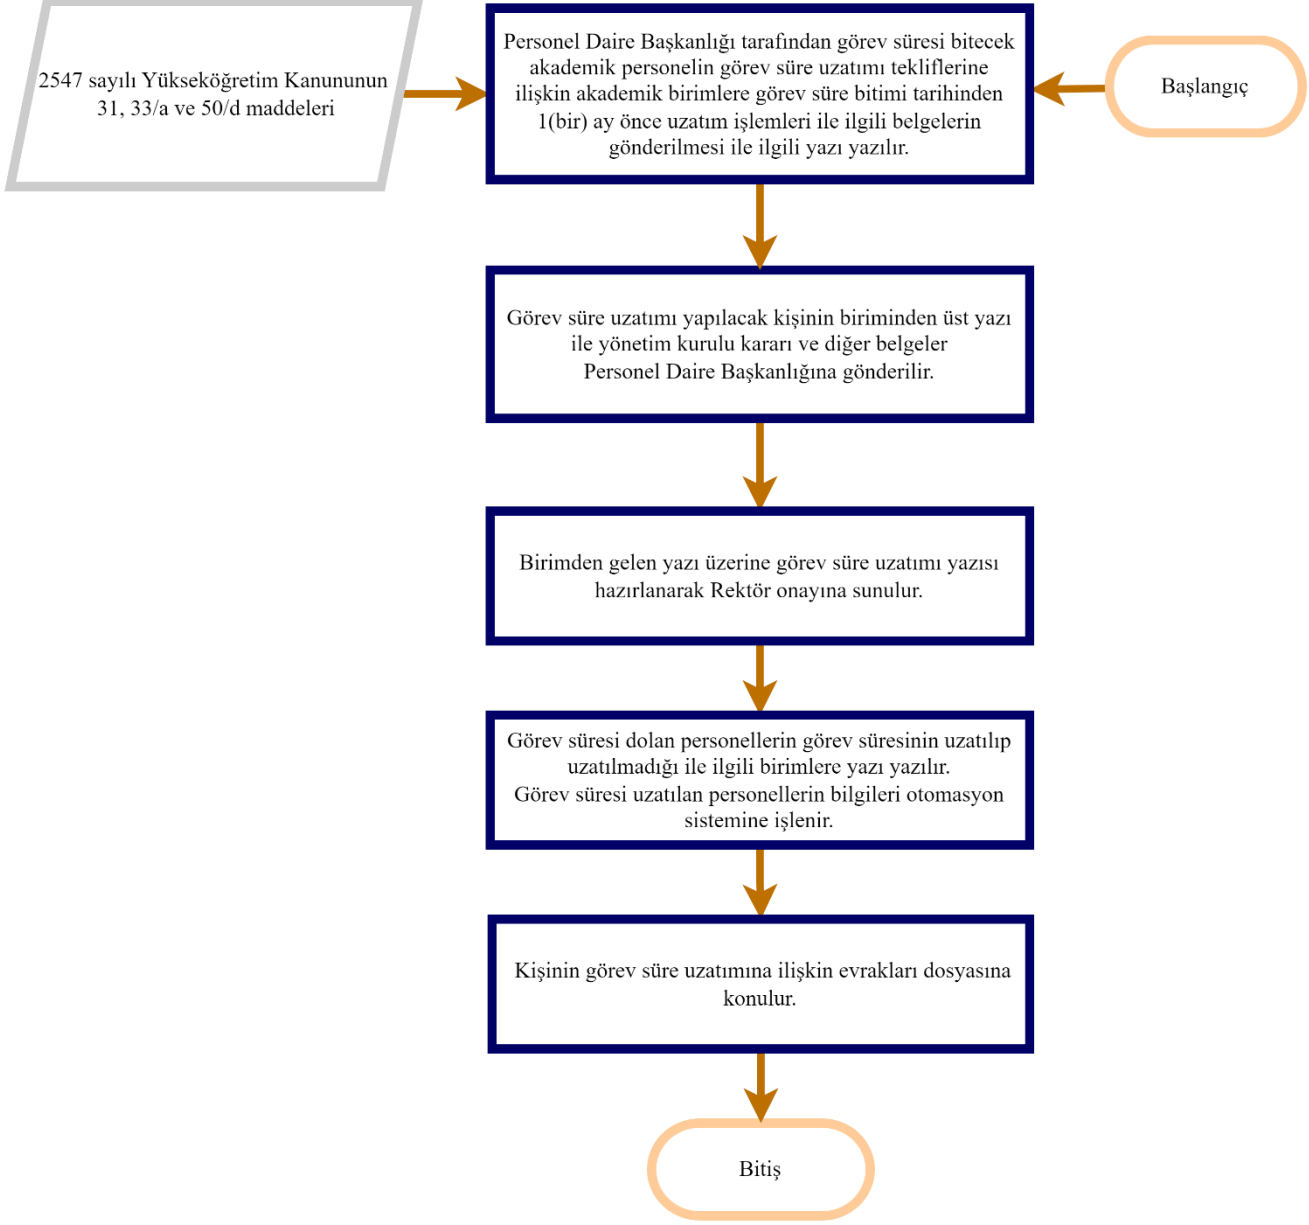 2547 sayılı Yükseköğretim Kanununun
31, 33/a ve 50/d maddeleri
Personel Daire Başkanlığı tarafından görev süresi bitecek
akademik personelin görev süre uzatımı tekliflerine
ilişkin akademik birimlere görev süre bitimi tarihinden
1(bir) ay önce uzatım işlemleri ile ilgili belgelerin
gönderilmesi ile ilgili yazı yazılır.
Başlangıç
Görev süre uzatımı yapılacak kişinin biriminden üst yazı
ile yönetim kurulu kararı ve diğer belgeler
Personel Daire Başkanlığına gönderilir.
Birimden gelen yazı üzerine görev süre uzatımı yazısı
hazırlanarak Rektör onayına sunulur.
Görev süresi dolan personellerin görev süresinin uzatılıp
uzatılmadığı ile ilgili birimlere yazı yazılır.
Görev süresi uzatılan personellerin bilgileri otomasyon
sistemine işlenir.
Kişinin görev süre uzatımına ilişkin evrakları dosyasına
konulur.
Bitiş